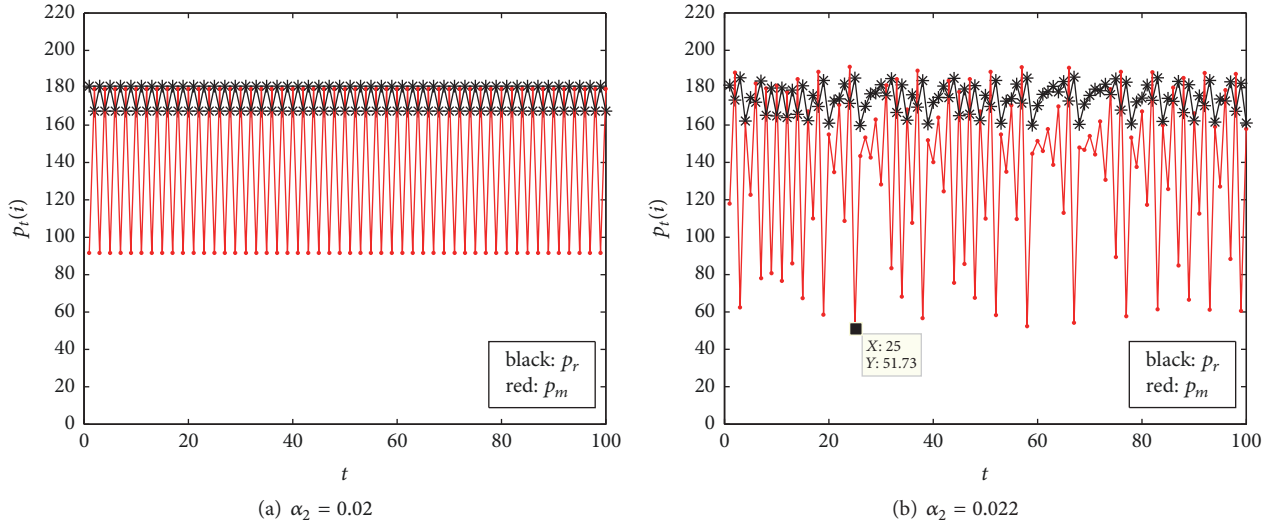 220
200
180
160
140
120
100
80
60
40
20
0
p_t(i)
0 20 40 60 80 100
t
black: p_r
red: p_m
(a) α_2 = 0.02
220
200
180
160
140
120
100
80
60
40
20
0
p_t(i)
X: 25
Y: 51.73
0 20 40 60 80 100
t
black: p_r
red: p_m
(b) α_2 = 0.022